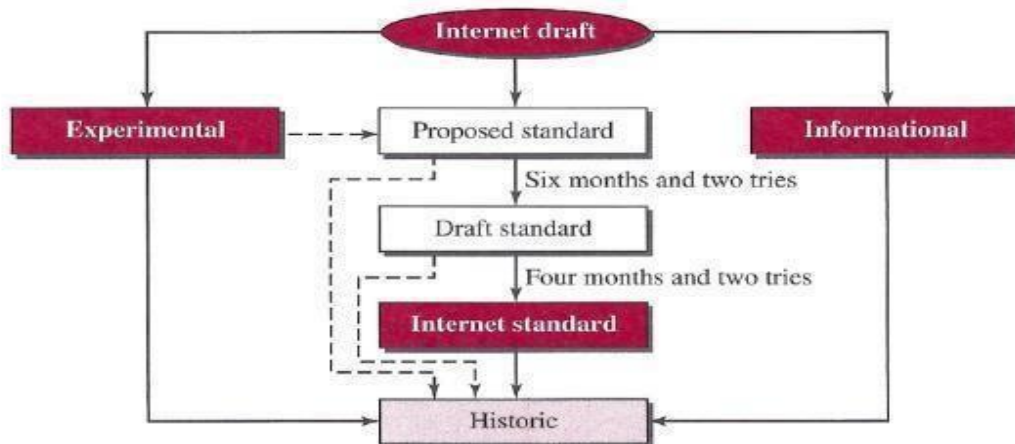 Internet draft
Experimental
Proposed standard
Informational
Six months and two tries
Draft standard
Four months and two tries
Internet standard
Historic